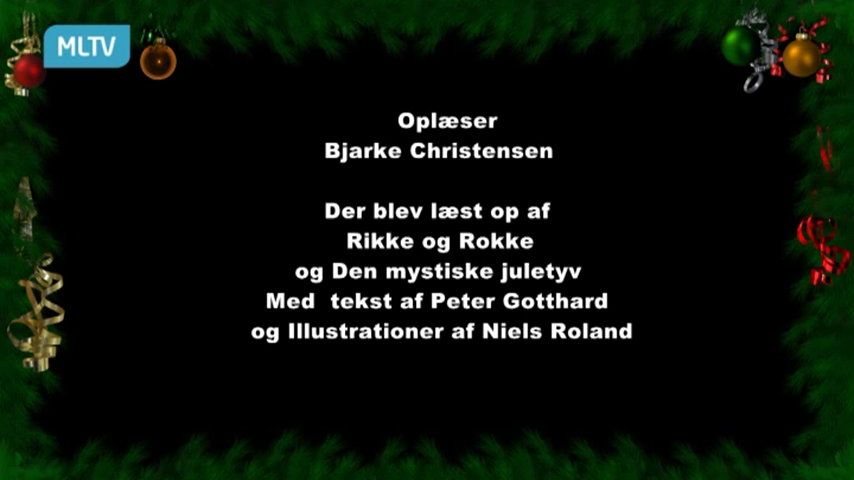 MLTV
Oplæser
Bjarke Christensen
Der blev læst op af
Rikke og Rokke
og Den mystiske juletyv
Med  tekst af Peter Gotthard
og Illustrationer af Niels Roland